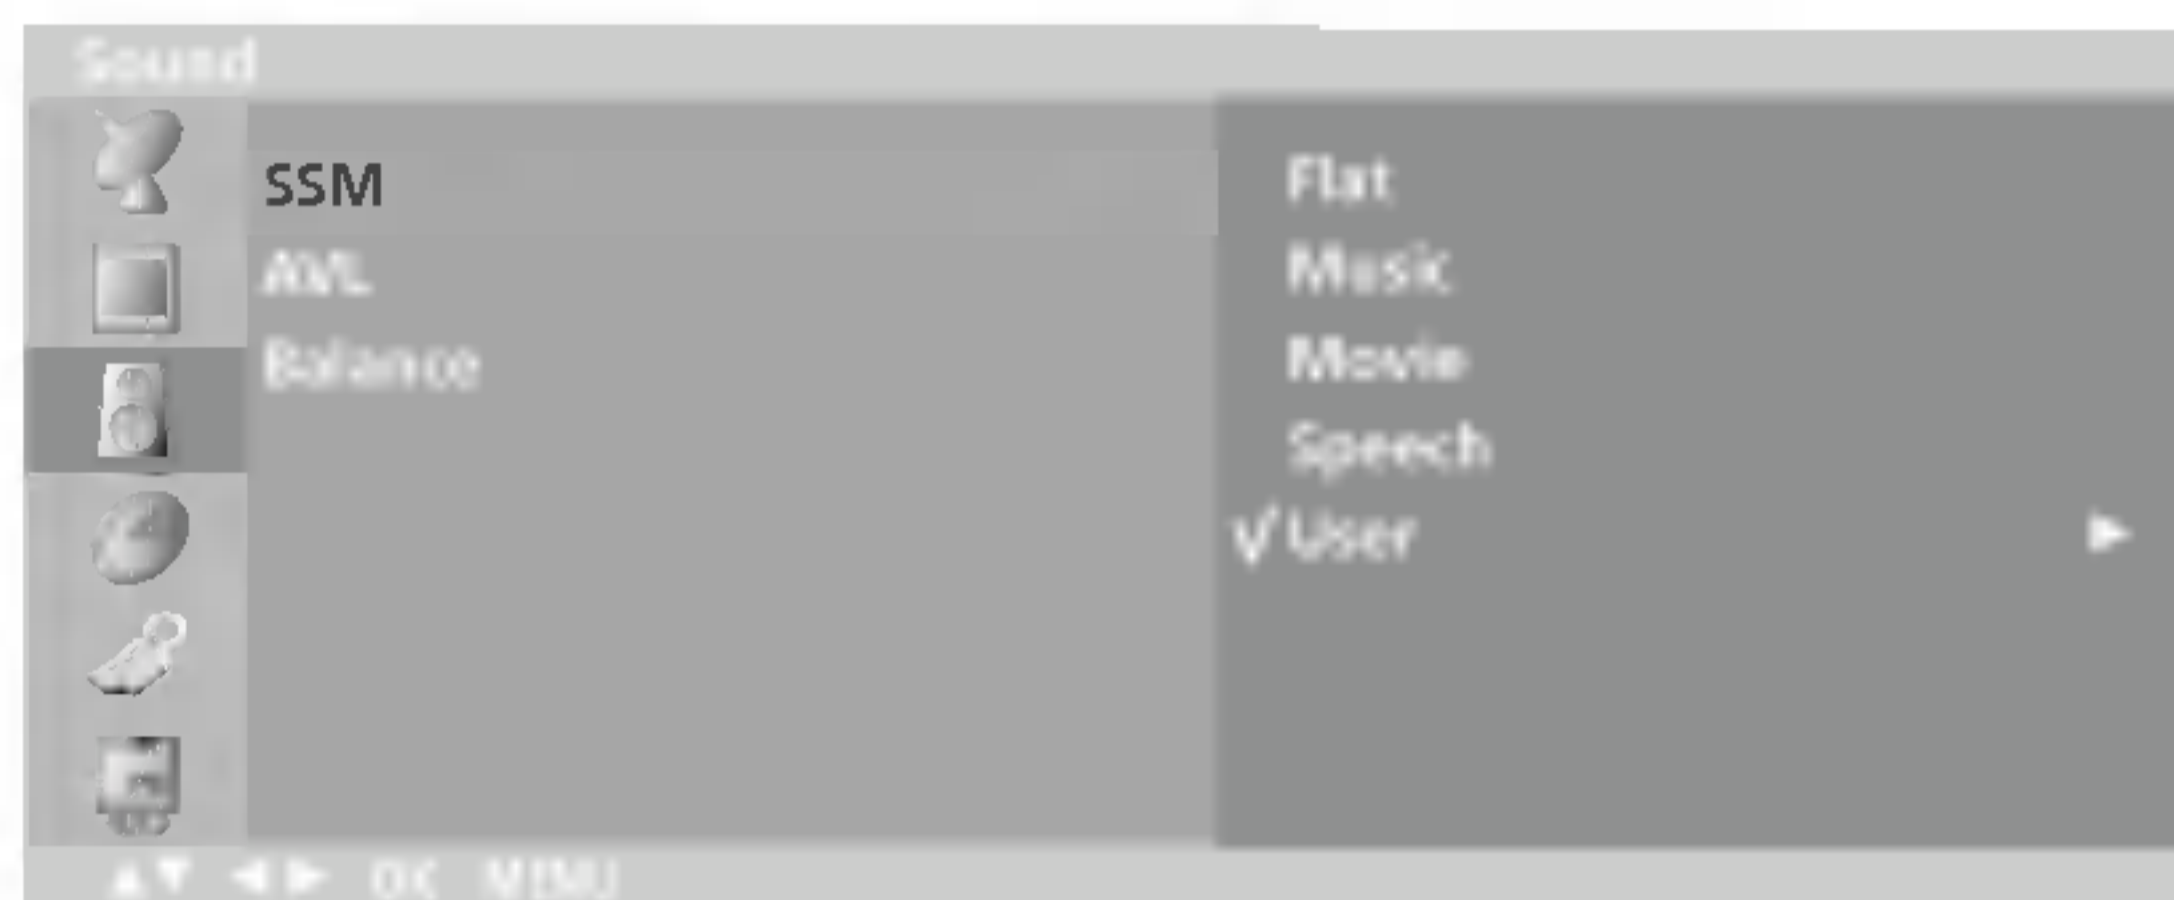 Sound
SSM
AVL
Balance
Flat
Music
Movie
Speech
√ User ▶
▲▼ ◀▶ OK MENU